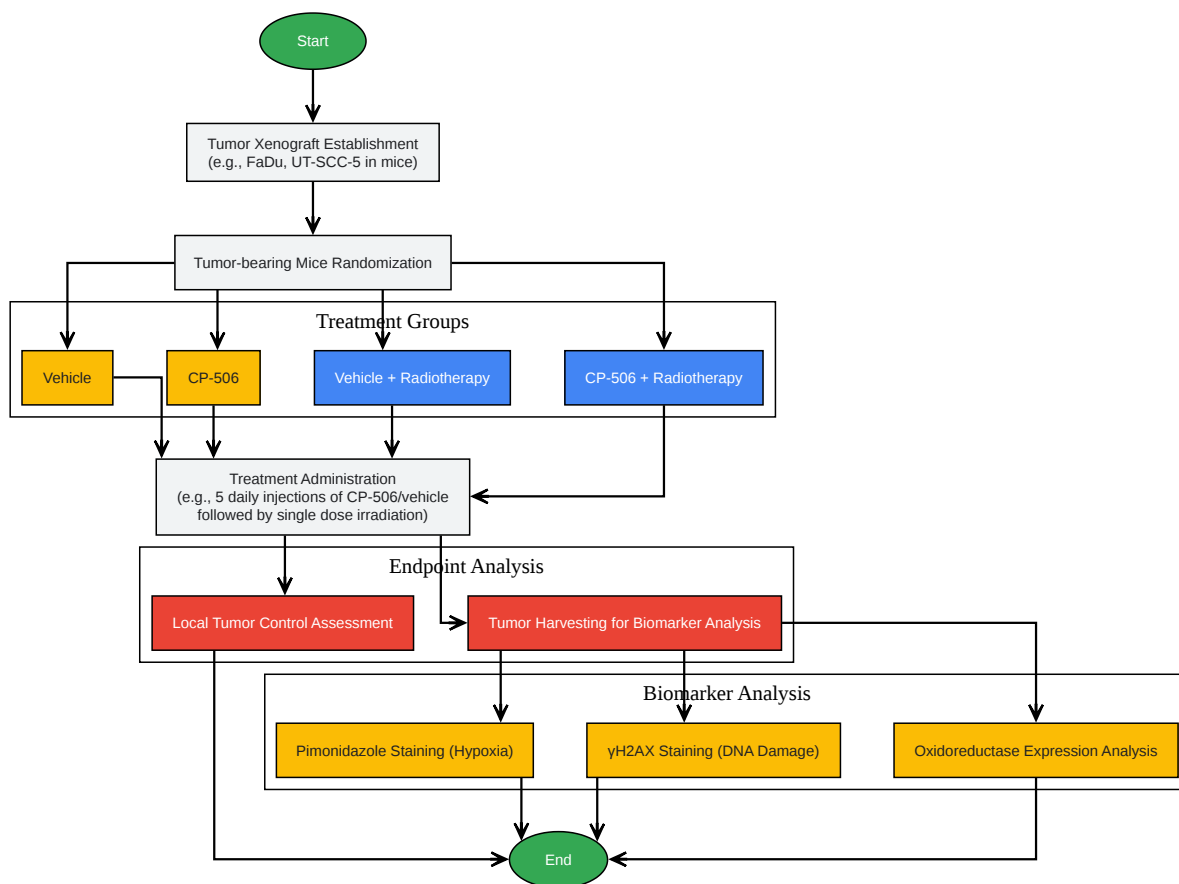 Start
Tumor Xenograft Establishment
(e.g., FaDu, UT-SCC-5 in mice)
Tumor-bearing Mice Randomization
Treatment Groups
Vehicle
CP-506
Vehicle + Radiotherapy
CP-506 + Radiotherapy
Treatment Administration
(e.g., 5 daily injections of CP-506/vehicle
followed by single dose irradiation)
Endpoint Analysis
Local Tumor Control Assessment
Tumor Harvesting for Biomarker Analysis
Biomarker Analysis
Pimonidazole Staining (Hypoxia)
γH2AX Staining (DNA Damage)
Oxidoreductase Expression Analysis
End